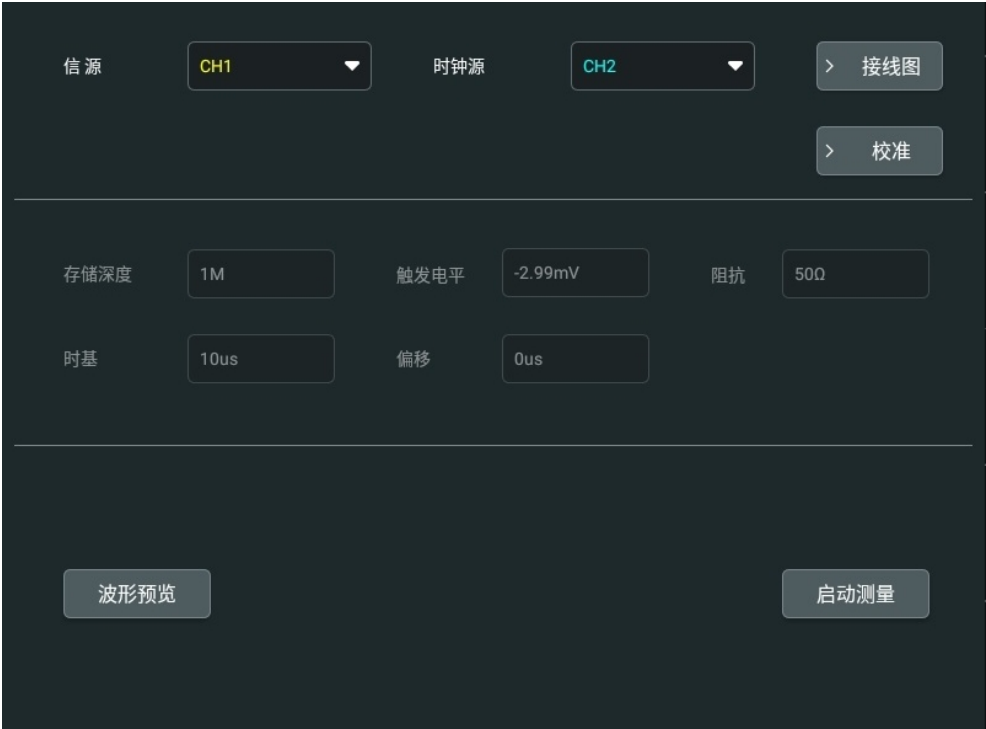 信源 CH1 时钟源 CH2 > 接线图
> 校准
存储深度 1M 触发电平 -2.99mV 阻抗 50Ω
时基 10us 偏移 0us
波形预览 启动测量